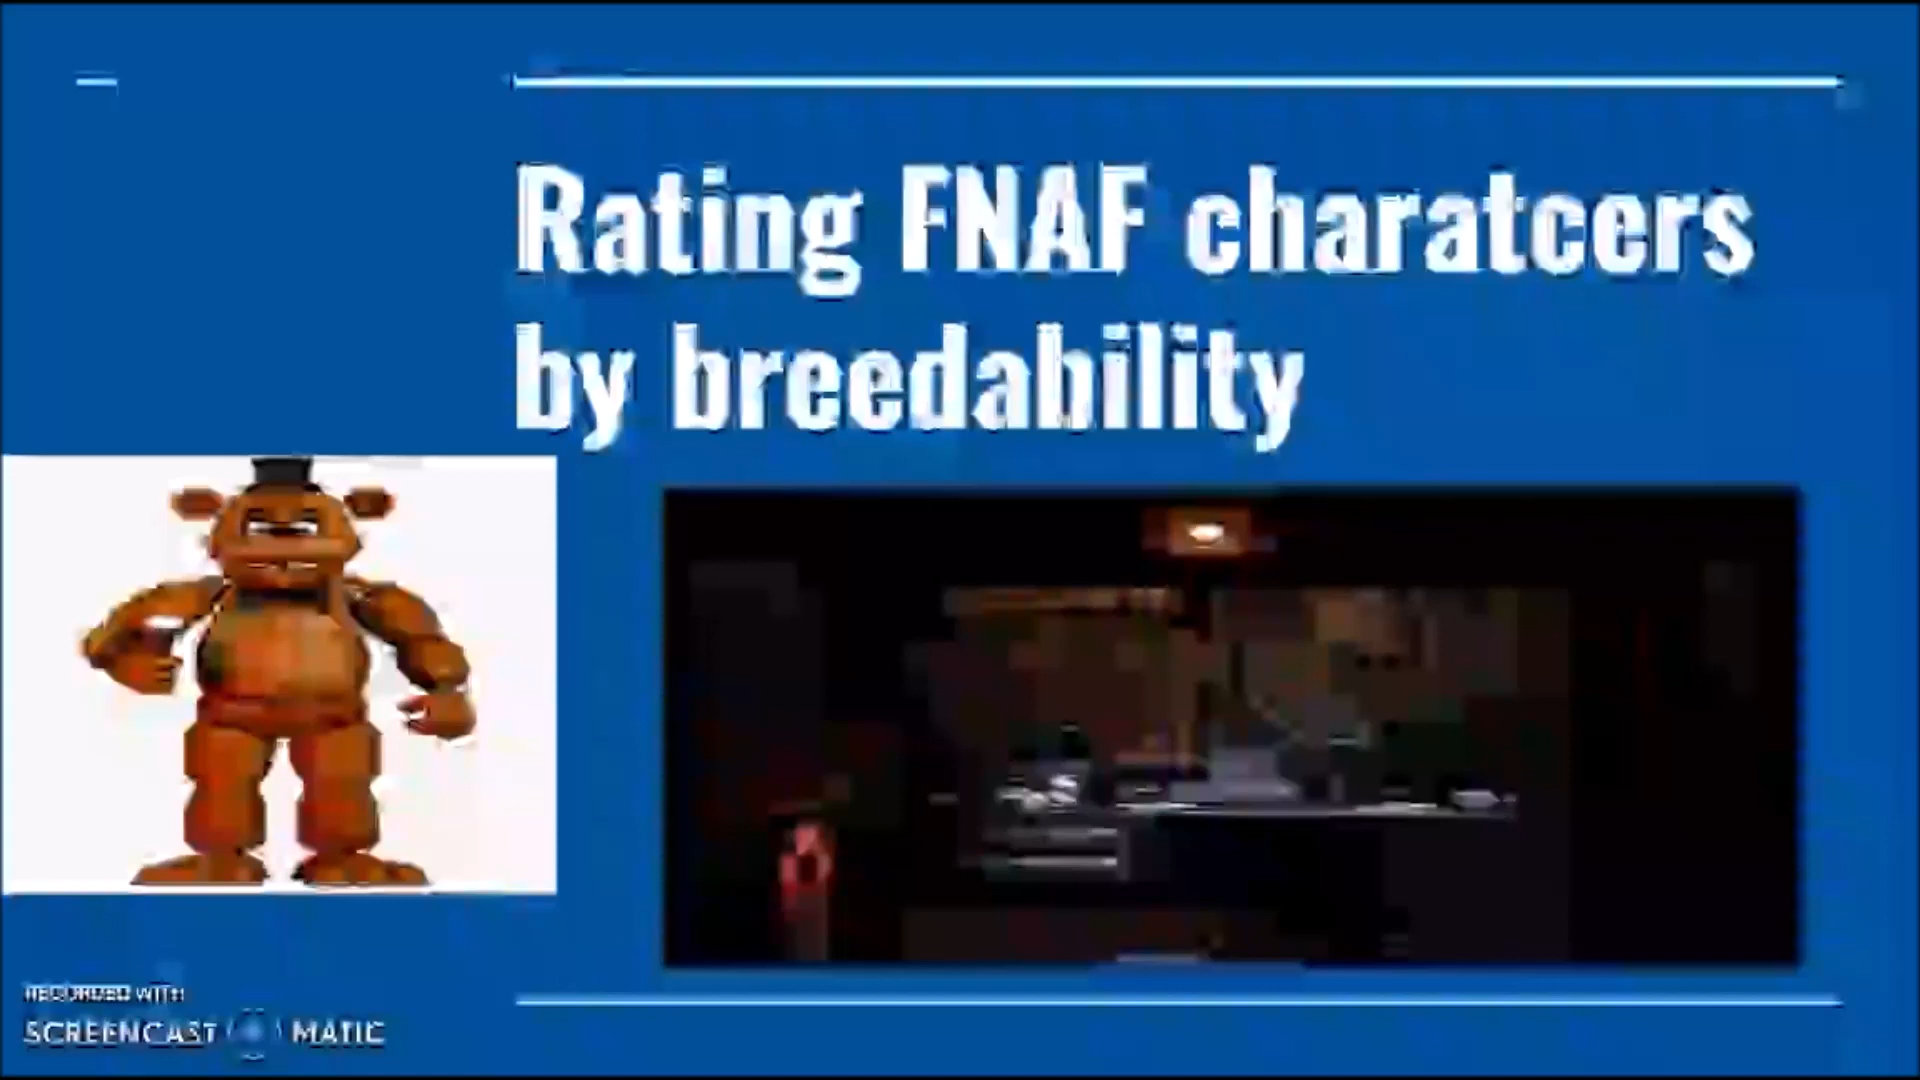 Rating FNAF charatcers
by breedability
RECORDED WITH
SCREENCAST MATIC